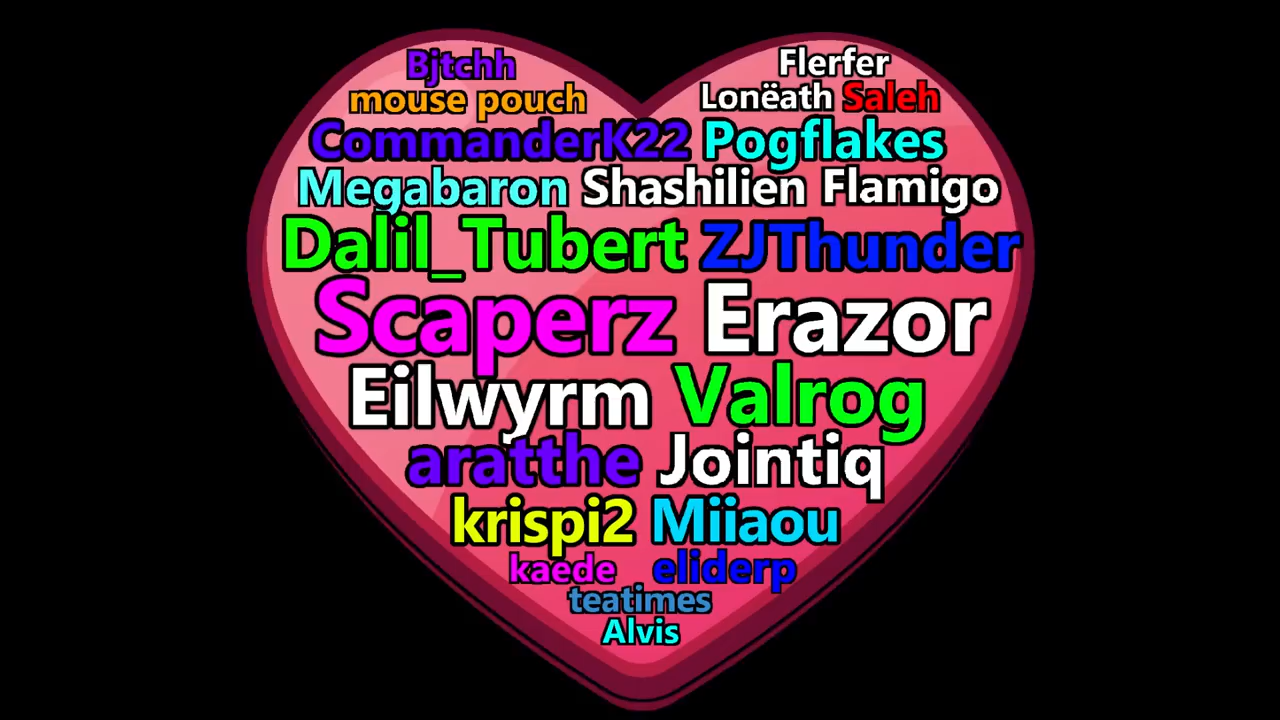 Bjtchh Flerfer
mouse pouch Lonëath Saleh
CommanderK22 Pogflakes
Megabaron Shashilien Flamigo
Dalil_Tubert ZJThunder
Scaperz Erazor
Eilwyrm Valrog
aratthe Jointiq
krispi2 Miiaou
kaede eliderp
teatimes
Alvis